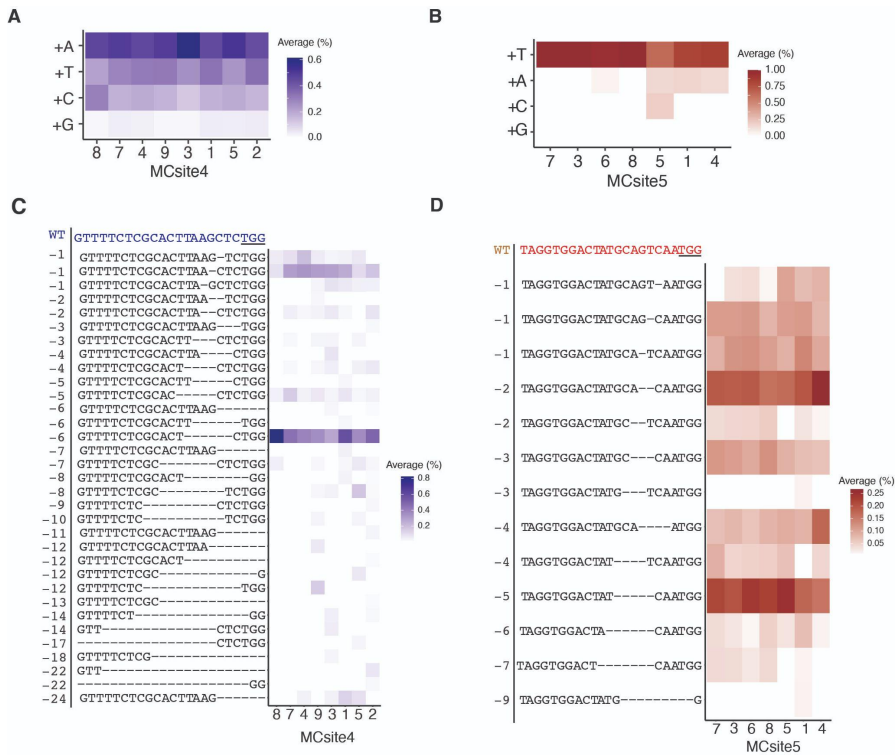 A
+A
+T
+C
+G
Average (%)
0.6
0.4
0.2
0.0
8 7 4 9 3 1 5 2
MCsite4
B
+T
+A
+C
+G
Average (%)
1.00
0.75
0.50
0.25
0.00
7 3 6 8 5 1 4
MCsite5
C
WT GTTTTCTCGCACTTAAGCTCTGG
−1 GTTTTCTCGCACTTAAG-TCTGG
−1 GTTTTCTCGCACTTAA-CTCTGG
−1 GTTTTCTCGCACTTA-GCTCTGG
−2 GTTTTCTCGCACTTAA--TCTGG
−2 GTTTTCTCGCACTTA--CTCTGG
−3 GTTTTCTCGCACTTAAG---TGG
−3 GTTTTCTCGCACTT---CTCTGG
−4 GTTTTCTCGCACTTA----CTGG
−4 GTTTTCTCGCACT----CTCTGG
−5 GTTTTCTCGCACTT-----CTGG
−5 GTTTTCTCGCAC-----CTCTGG
−6 GTTTTCTCGCACTTAAG------
−6 GTTTTCTCGCACTT------TGG
−6 GTTTTCTCGCACT------CTGG
−7 GTTTTCTCGCACTTAAG------
−7 GTTTTCTCGC-------CTCTGG
−8 GTTTTCTCGCACT--------GG
−8 GTTTTCTCGC--------TCTGG
−9 GTTTTCTC---------CTCTGG
−10 GTTTTCTC----------TCTGG
−11 GTTTTCTCGCACTTAAG------
−12 GTTTTCTCGCACTTAA-------
−12 GTTTTCTCGCACT----------
−12 GTTTTCTCGC------------G
−12 GTTTTCTC------------TGG
−13 GTTTTCTCGC-------------
−14 GTTTTCT--------------GG
−14 GTT--------------CTCTGG
−17 -----------------CTCTGG
−18 GTTTTCTCG--------------
−22 GTT--------------------
−22 ---------------------GG
−24 GTTTTCTCGCACTTAAG------
Average (%)
0.8
0.6
0.4
0.2
8 7 4 9 3 1 5 2
MCsite4
D
WT TAGGTGGACTATGCAGTCAATGG
−1 TAGGTGGACTATGCAGT-AATGG
−1 TAGGTGGACTATGCAG-CAATGG
−1 TAGGTGGACTATGCA-TCAATGG
−2 TAGGTGGACTATGCA--CAATGG
−2 TAGGTGGACTATGC--TCAATGG
−3 TAGGTGGACTATGC---CAATGG
−3 TAGGTGGACTATG---TCAATGG
−4 TAGGTGGACTATGCA----ATGG
−4 TAGGTGGACTAT----TCAATGG
−5 TAGGTGGACTAT-----CAATGG
−6 TAGGTGGACTA------CAATGG
−7 TAGGTGGACT-------CAATGG
−9 TAGGTGGACTATG---------G
Average (%)
0.25
0.20
0.15
0.10
0.05
7 3 6 8 5 1 4
MCsite5